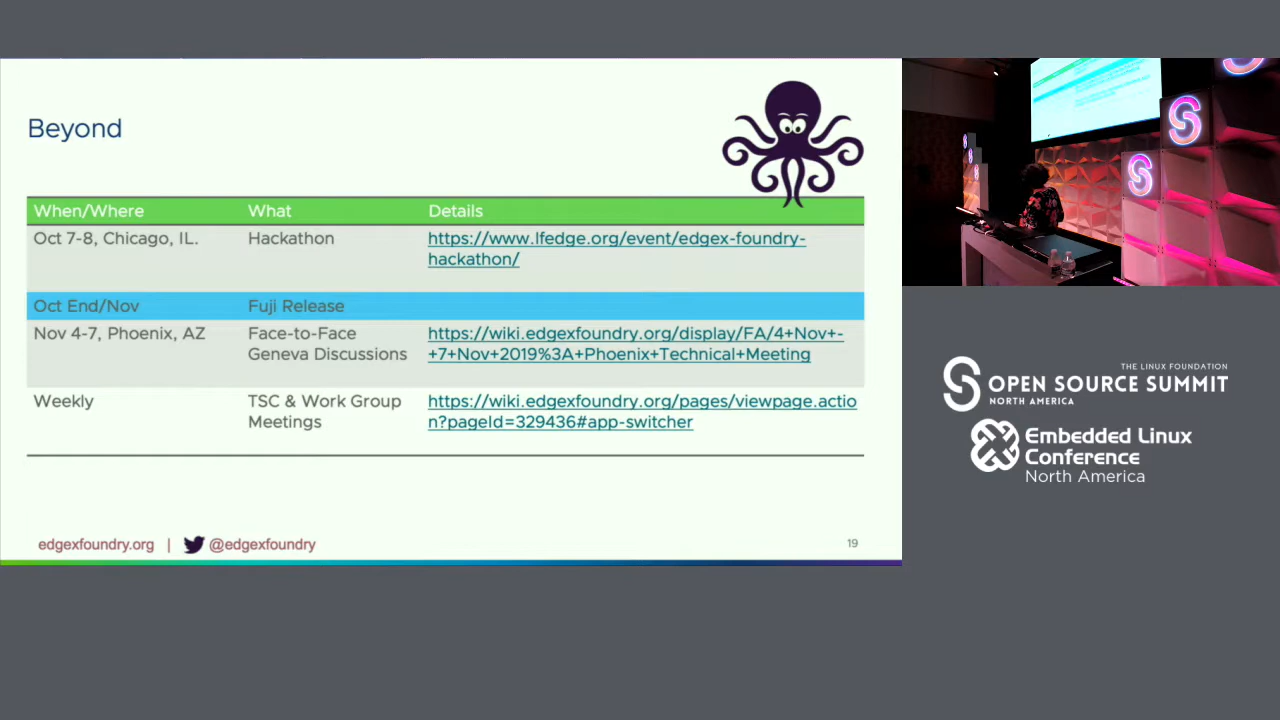 Beyond
When/Where What Details
Oct 7-8, Chicago, IL. Hackathon https://www.lfedge.org/event/edgex-foundry-
hackathon/
Oct End/Nov Fuji Release
Nov 4-7, Phoenix, AZ Face-to-Face https://wiki.edgexfoundry.org/display/FA/4+Nov+-
Geneva Discussions +7+Nov+2019%3A+Phoenix+Technical+Meeting
Weekly TSC & Work Group https://wiki.edgexfoundry.org/pages/viewpage.actio
Meetings n?pageId=329436#app-switcher
edgexfoundry.org | @edgexfoundry 19
THE LINUX FOUNDATION
OPEN SOURCE SUMMIT
NORTH AMERICA
Embedded Linux
Conference
North America